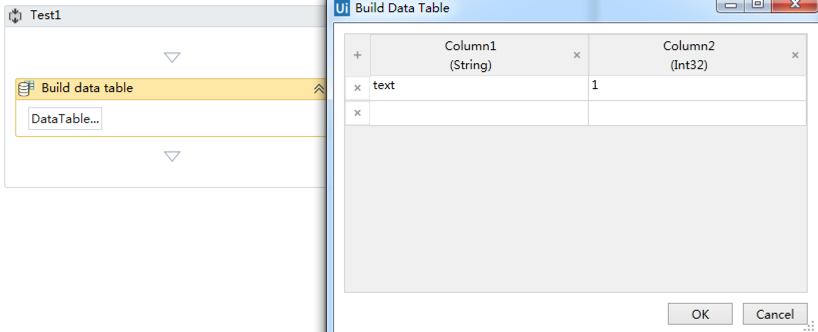 Test1
Build data table
DataTable...
Ui Build Data Table
+ Column1 × Column2 ×
(String) (Int32)
× text 1
×
OK Cancel